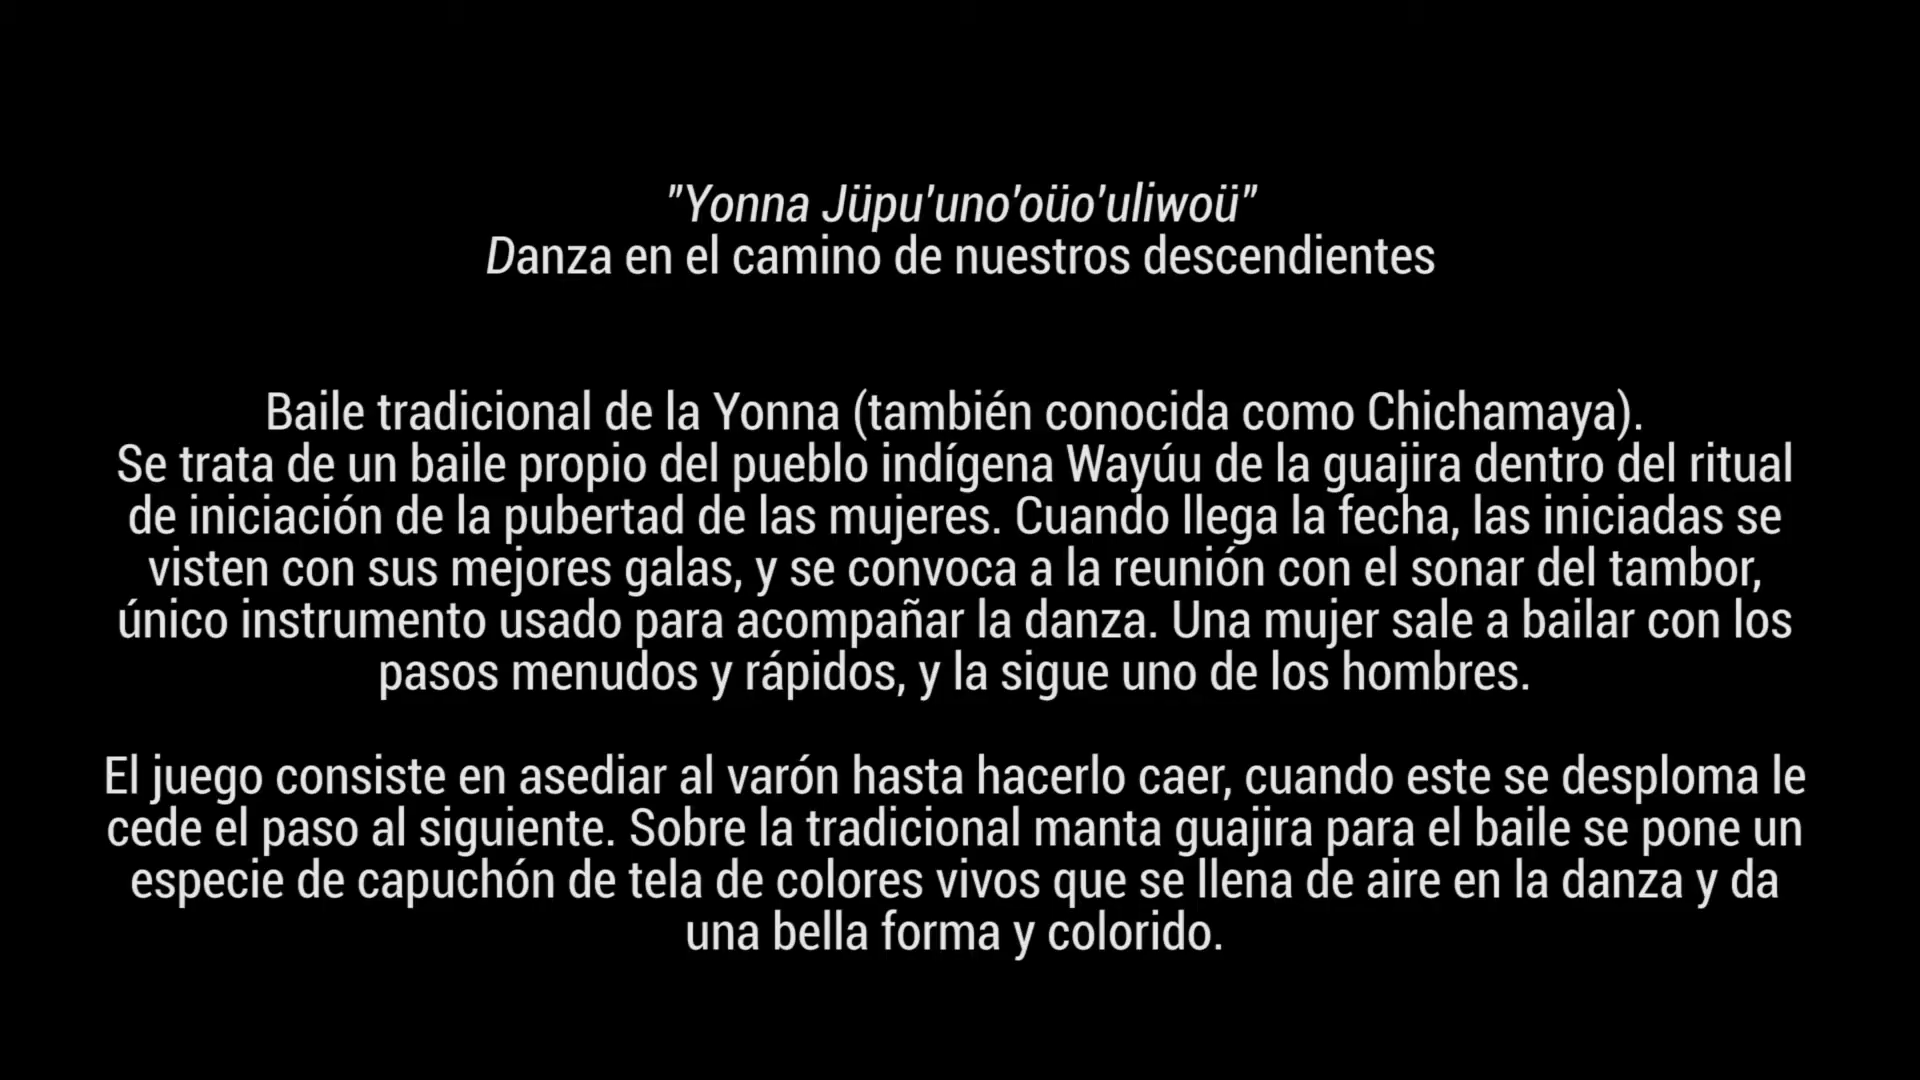 "Yonna Jüpu'uno'oüo'uliwoü"
Danza en el camino de nuestros descendientes
Baile tradicional de la Yonna (también conocida como Chichamaya).
Se trata de un baile propio del pueblo indígena Wayúu de la guajira dentro del ritual
de iniciación de la pubertad de las mujeres. Cuando llega la fecha, las iniciadas se
visten con sus mejores galas, y se convoca a la reunión con el sonar del tambor,
único instrumento usado para acompañar la danza. Una mujer sale a bailar con los
pasos menudos y rápidos, y la sigue uno de los hombres.
El juego consiste en asediar al varón hasta hacerlo caer, cuando este se desploma le
cede el paso al siguiente. Sobre la tradicional manta guajira para el baile se pone un
especie de capuchón de tela de colores vivos que se llena de aire en la danza y da
una bella forma y colorido.